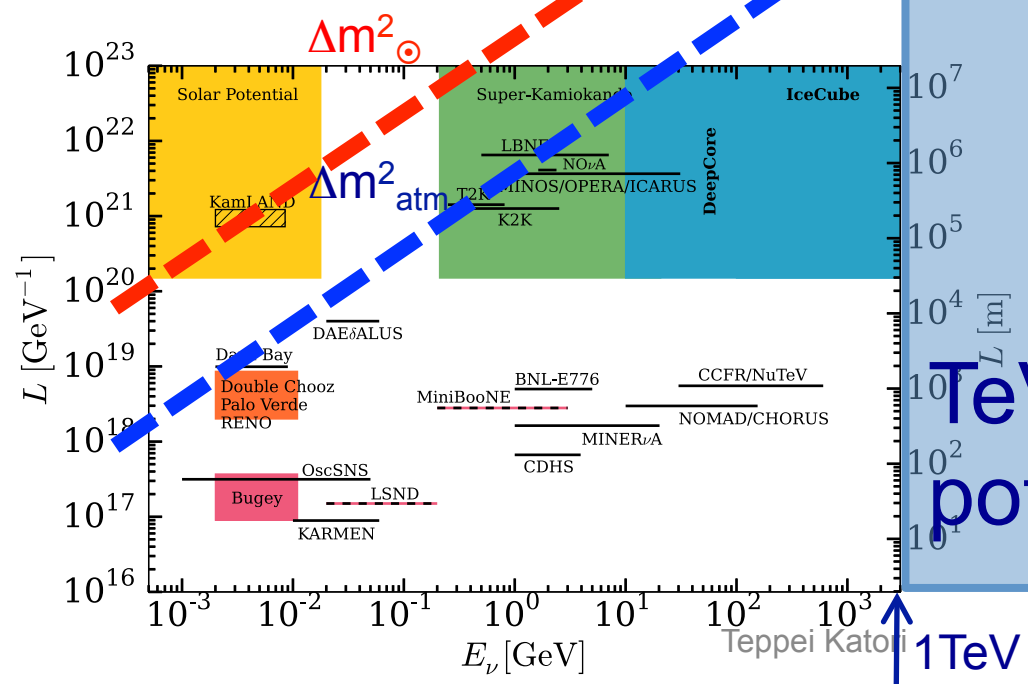 Δm²☉
10²³
10²²
10²¹
10²⁰
10¹⁹
10¹⁸
10¹⁷
10¹⁶
L [GeV⁻¹]
Solar Potential
Super-Kamiokande
IceCube
DeepCore
LBNE
NOνA
MINOS/OPERA/ICARUS
T2K
K2K
Δm²atm
KamLAND
DAEδALUS
Daya Bay
Double Chooz
Palo Verde
RENO
BNL-E776
CCFR/NuTeV
MiniBooNE
NOMAD/CHORUS
MINERνA
CDHS
OscSNS
LSND
Bugey
KARMEN
10⁷
10⁶
10⁵
10⁴
10³
10²
10¹
L [m]
TeV
10⁻³
10⁻²
10⁻¹
10⁰
10¹
10²
10³
Eν [GeV]
Teppei Katori
1TeV